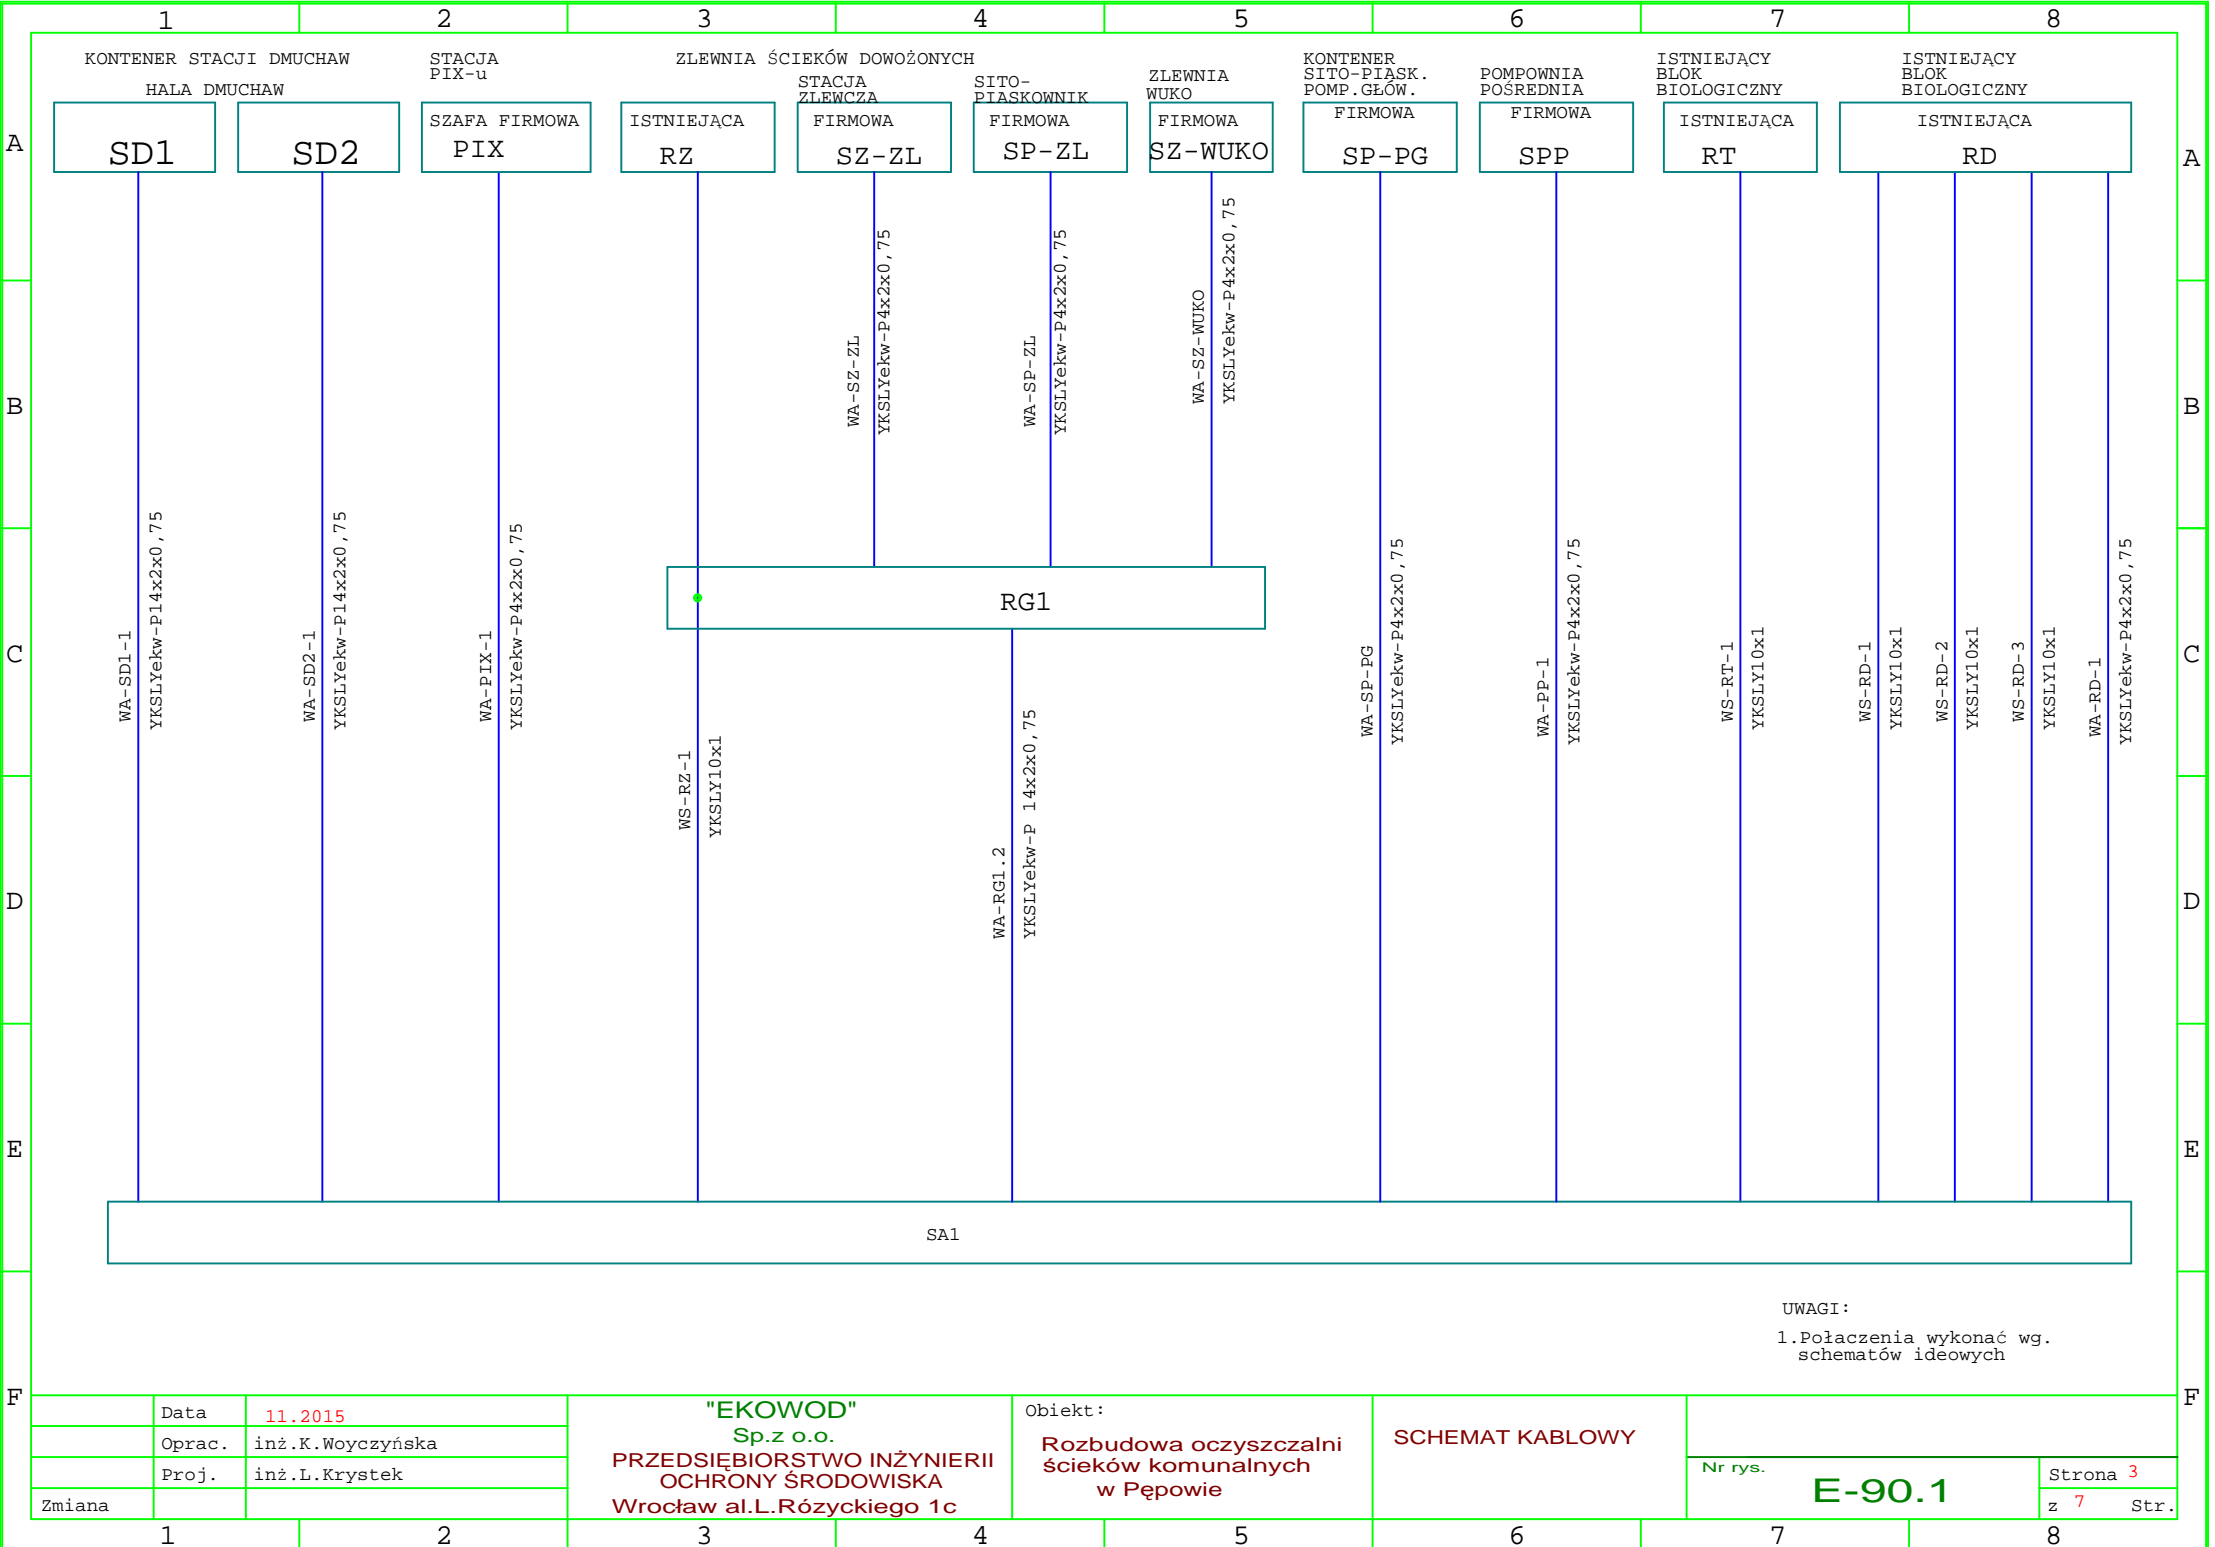 1 2 3 4 5 6 7 8
KONTENER STACJI DMUCHAW
HALA DMUCHAW
STACJA
PIX-u
ZLEWNIA ŚCIEKÓW DOWOŻONYCH
STACJA
ZLEWCZA
SITO-
PIASKOWNIK
ZLEWNIA
WUKO
KONTENER
SITO-PIASK.
POMP.GŁÓW.
POMPOWNIA
POŚREDNIA
ISTNIEJĄCY
BLOK
BIOLOGICZNY
ISTNIEJĄCY
BLOK
BIOLOGICZNY
A
SD1
SD2
SZAFA FIRMOWA
PIX
ISTNIEJĄCA
RZ
FIRMOWA
SZ-ZL
FIRMOWA
SP-ZL
FIRMOWA
SZ-WUKO
FIRMOWA
SP-PG
FIRMOWA
SPP
ISTNIEJĄCA
RT
ISTNIEJĄCA
RD
A
B
WA-SZ-ZL
YKSLYekw-P4x2x0,75
WA-SP-ZL
YKSLYekw-P4x2x0,75
WA-SZ-WUKO
YKSLYekw-P4x2x0,75
B
RG1
C
WA-SD1-1
YKSLYekw-P14x2x0,75
WA-SD2-1
YKSLYekw-P14x2x0,75
WA-PIX-1
YKSLYekw-P4x2x0,75
WS-RZ-1
YKSLY10x1
WA-RG1.2
YKSLYekw-P 14x2x0,75
WA-SP-PG
YKSLYekw-P4x2x0,75
WA-PP-1
YKSLYekw-P4x2x0,75
WS-RT-1
YKSLY10x1
WS-RD-1
YKSLY10x1
WS-RD-2
YKSLY10x1
WS-RD-3
YKSLY10x1
WA-RD-1
YKSLYekw-P4x2x0,75
C
D
D
E
E
SA1
UWAGI:
1.Połaczenia wykonać wg.
schematów ideowych
F
F
Data 11.2015
Oprac. inż.K.Woyczyńska
Proj. inż.L.Krystek
Zmiana
"EKOWOD"
Sp.z o.o.
PRZEDSIĘBIORSTWO INŻYNIERII
OCHRONY ŚRODOWISKA
Wrocław al.L.Rózyckiego 1c
Obiekt:
Rozbudowa oczyszczalni
ścieków komunalnych
w Pępowie
SCHEMAT KABLOWY
Nr rys.
E-90.1
Strona 3
z 7 Str.
1 2 3 4 5 6 7 8